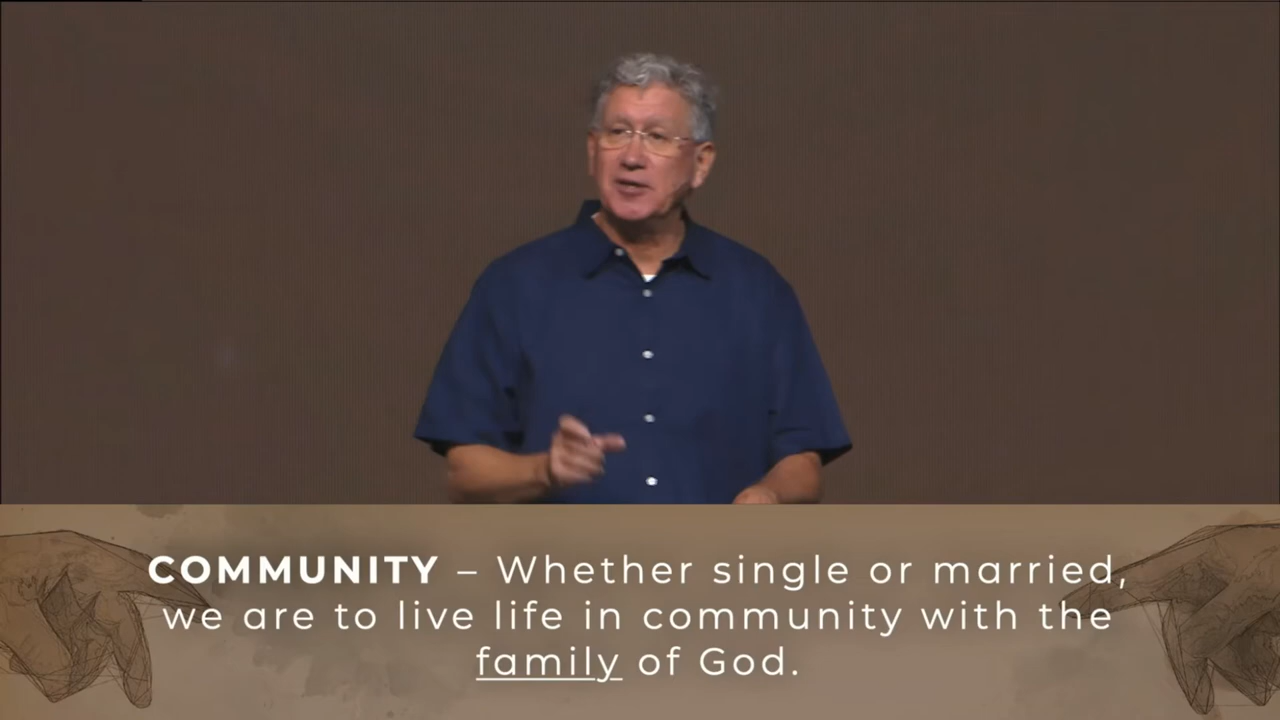 COMMUNITY – Whether single or married,
we are to live life in community with the
family of God.